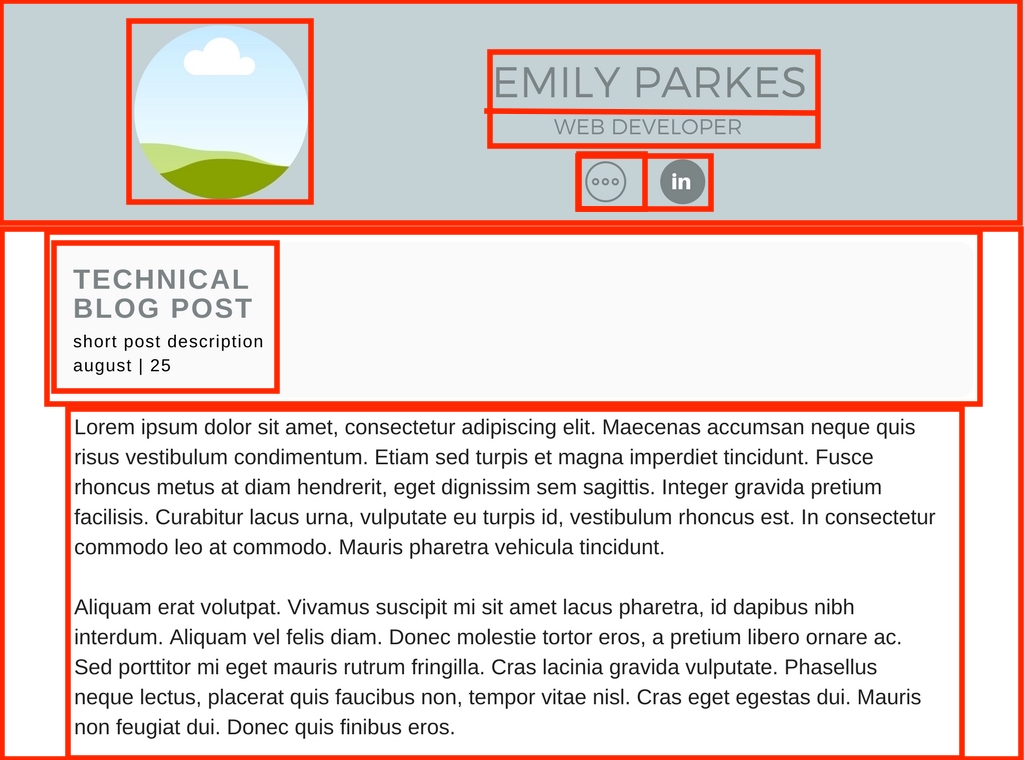 EMILY PARKES
WEB DEVELOPER
in
TECHNICAL
BLOG POST
short post description
august | 25
Lorem ipsum dolor sit amet, consectetur adipiscing elit. Maecenas accumsan neque quis
risus vestibulum condimentum. Etiam sed turpis et magna imperdiet tincidunt. Fusce
rhoncus metus at diam hendrerit, eget dignissim sem sagittis. Integer gravida pretium
facilisis. Curabitur lacus urna, vulputate eu turpis id, vestibulum rhoncus est. In consectetur
commodo leo at commodo. Mauris pharetra vehicula tincidunt.
Aliquam erat volutpat. Vivamus suscipit mi sit amet lacus pharetra, id dapibus nibh
interdum. Aliquam vel felis diam. Donec molestie tortor eros, a pretium libero ornare ac.
Sed porttitor mi eget mauris rutrum fringilla. Cras lacinia gravida vulputate. Phasellus
neque lectus, placerat quis faucibus non, tempor vitae nisl. Cras eget egestas dui. Mauris
non feugiat dui. Donec quis finibus eros.